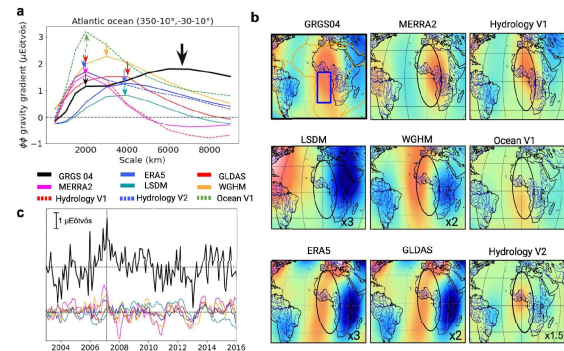 a
Atlantic ocean (350-10°,-30-10°)
ϕϕ gravity gradient (μEötvös)
3
2
1
0
−1
2000 4000 6000 8000
Scale (km)
GRGS 04 ERA5 GLDAS
MERRA2 LSDM WGHM
Hydrology V1 Hydrology V2 Ocean V1
c
1 μEötvös
2004 2006 2008 2010 2012 2014 2016
b
GRGS04 MERRA2 Hydrology V1
LSDM WGHM Ocean V1
x3 x2
ERA5 GLDAS Hydrology V2
x3 x2 x1.5